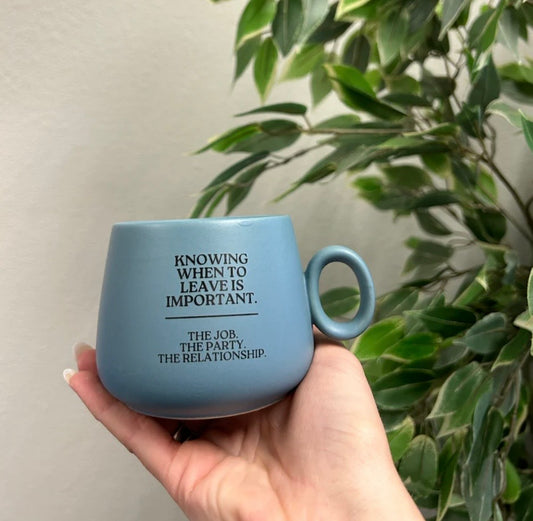 KNOWING
WHEN TO
LEAVE IS
IMPORTANT.
THE JOB.
THE PARTY.
THE RELATIONSHIP.